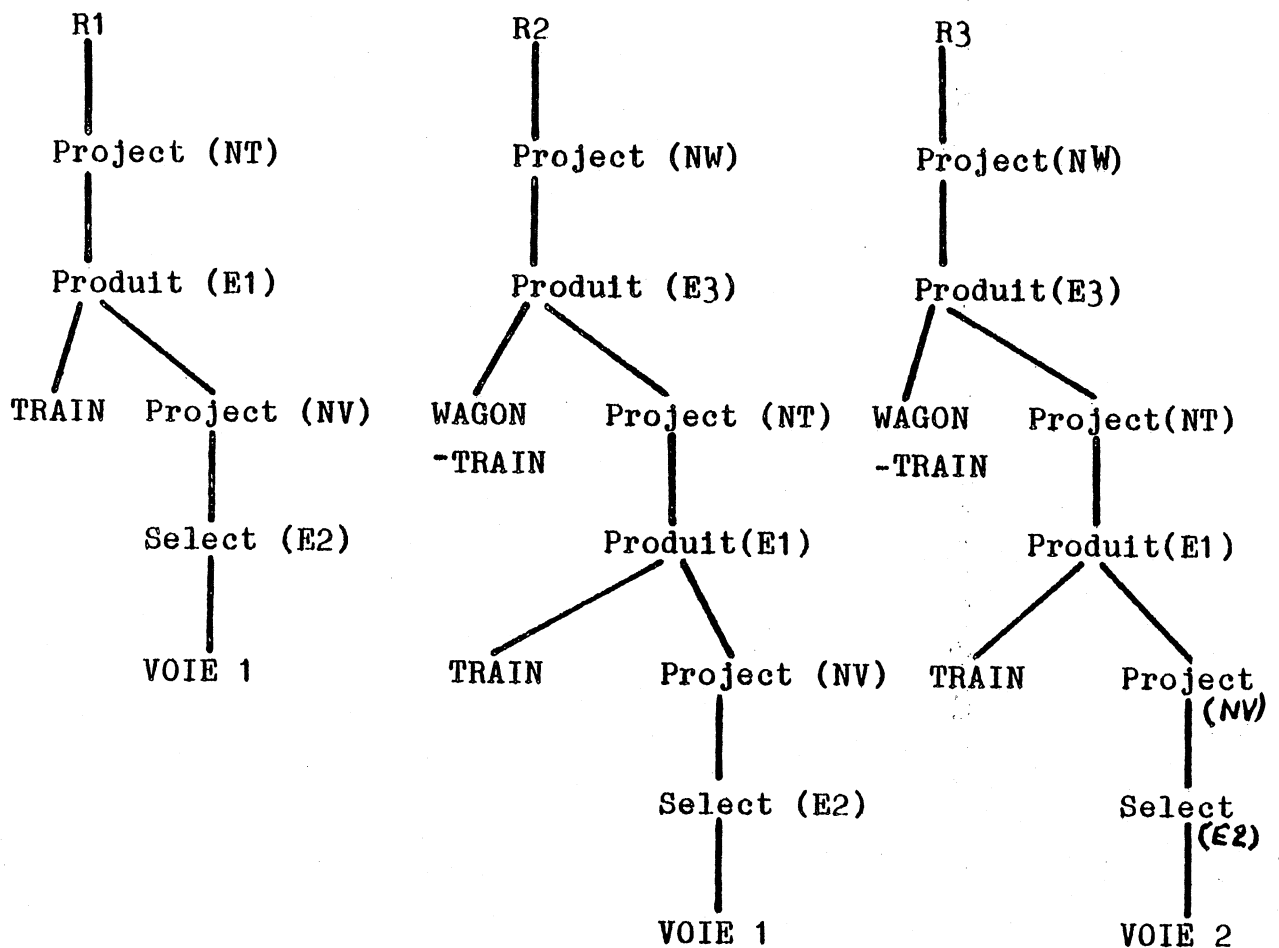 R1
R2
R3
Project (NT)
Project (NW)
Project(NW)
Produit (E1)
Produit (E3)
Produit(E3)
TRAIN
Project (NV)
WAGON
-TRAIN
Project (NT)
WAGON
-TRAIN
Project(NT)
Select (E2)
Produit(E1)
Produit(E1)
VOIE 1
TRAIN
Project (NV)
TRAIN
Project
(NV)
Select (E2)
Select
(E2)
VOIE 1
VOIE 2